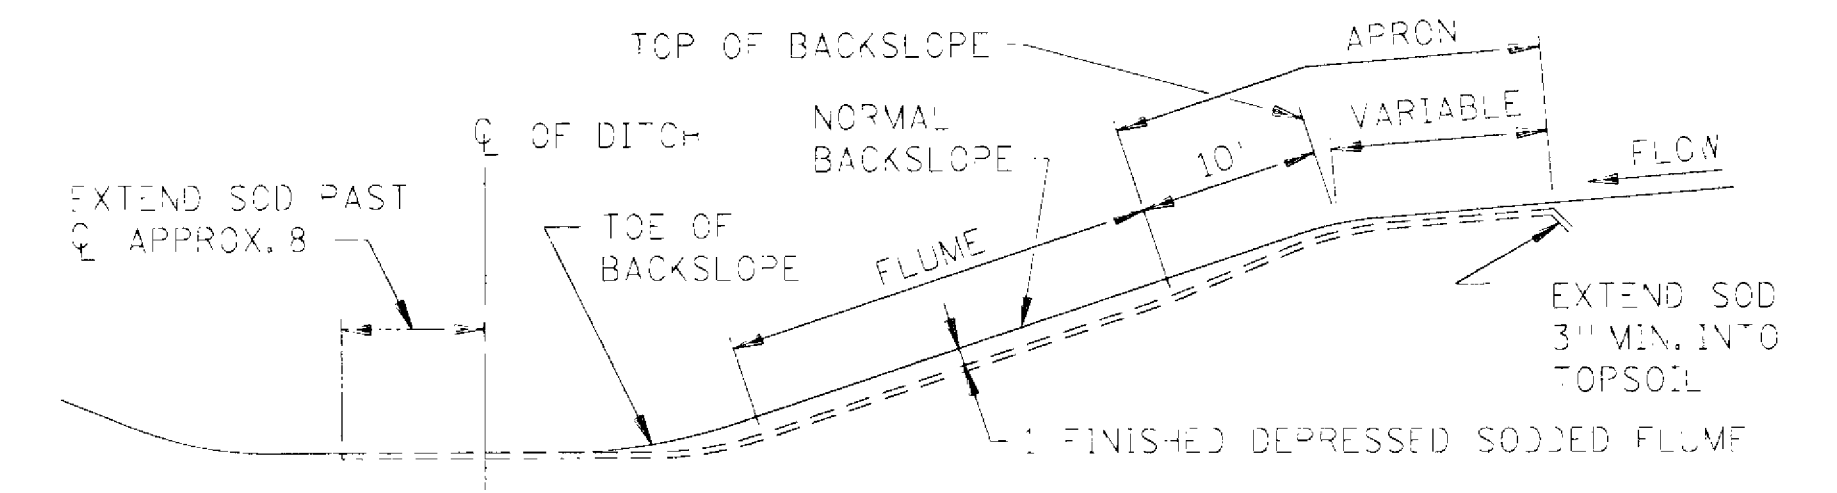 TOP OF BACKSLOPE
APRON
VARIABLE
10'
FLOW
NORMAL
BACKSLOPE
℄ OF DITCH
EXTEND SOD PAST
℄ APPROX. 8
TOE OF
BACKSLOPE
FLUME
EXTEND SOD
3" MIN. INTO
TOPSOIL
1 FINISHED DEPRESSED SODDED FLUME